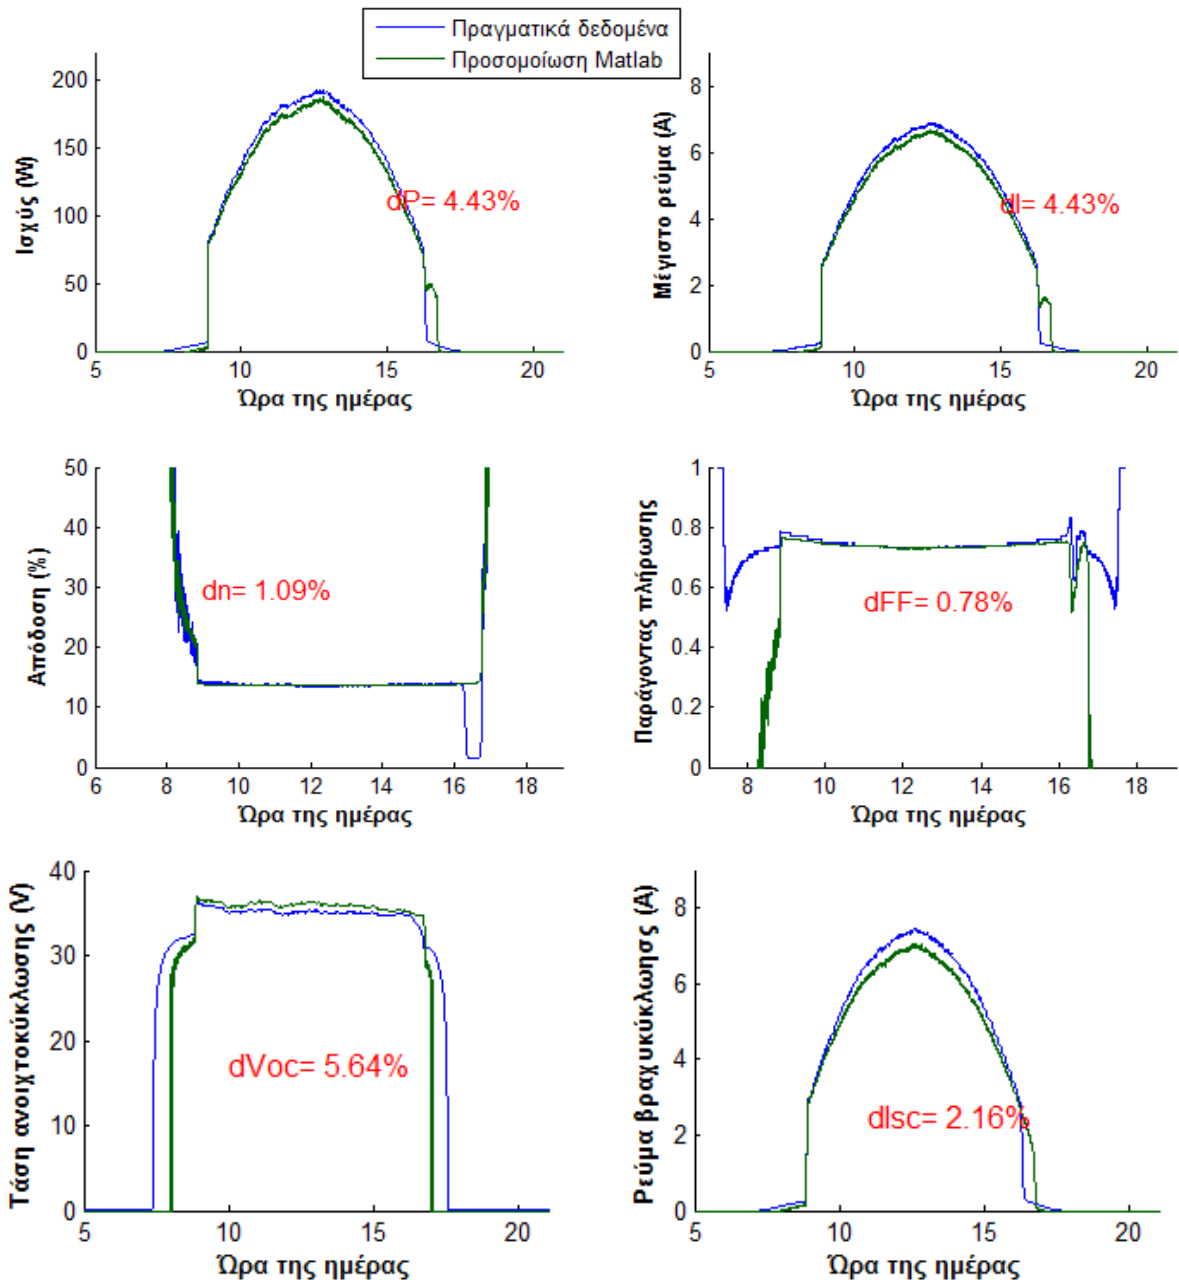 Πραγματικά δεδομένα
Προσομοίωση Matlab
Ισχύς (W)
200
150
100
50
0
dP= 4.43%
5 10 15 20
Ώρα της ημέρας
Μέγιστο ρεύμα (A)
8
6
4
2
0
dI= 4.43%
5 10 15 20
Ώρα της ημέρας
Απόδοση (%)
50
40
30
20
10
0
dn= 1.09%
6 8 10 12 14 16 18
Ώρα της ημέρας
Παράγοντας πλήρωσης
1
0.8
0.6
0.4
0.2
0
dFF= 0.78%
8 10 12 14 16 18
Ώρα της ημέρας
Τάση ανοιχτοκύκλωσης (V)
40
30
20
10
0
dVoc= 5.64%
5 10 15 20
Ώρα της ημέρας
Ρεύμα βραχυκύκλωησς (A)
8
6
4
2
0
dIsc= 2.16%
5 10 15 20
Ώρα της ημέρας